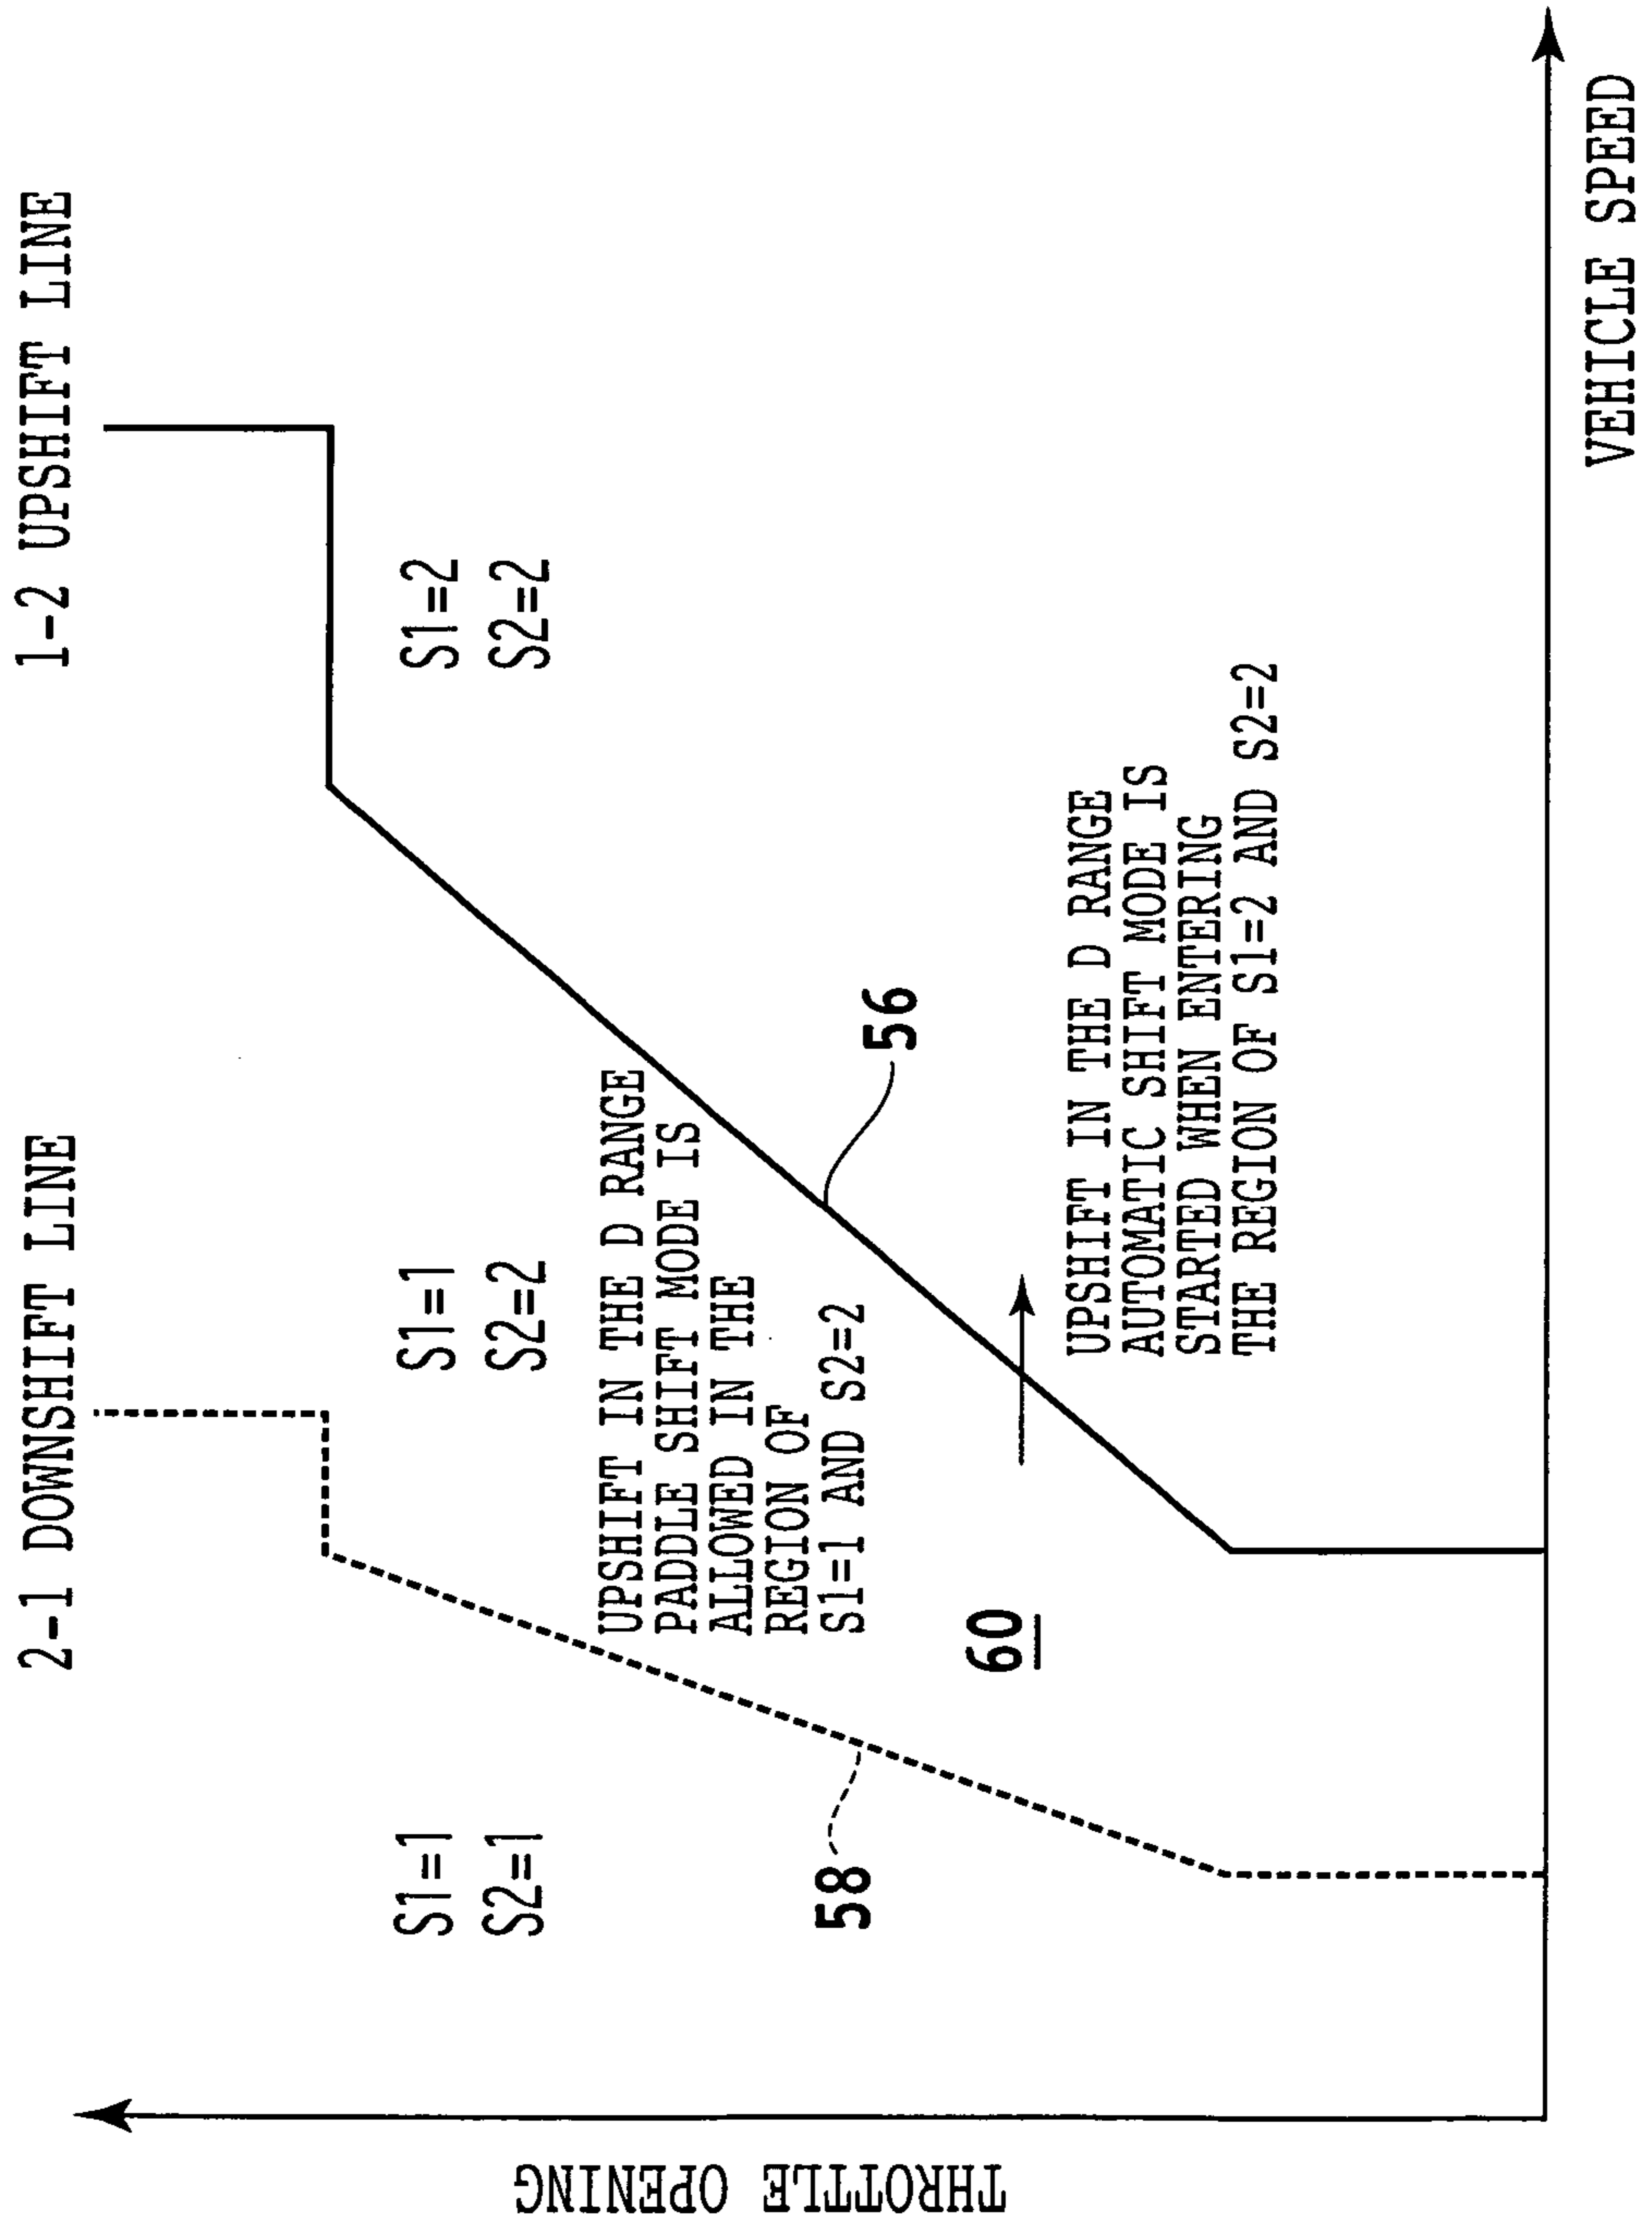 2-1 DOWNSHIFT LINE
1-2 UPSHIFT LINE
S1=1
S2=1
S1=1
S2=2
S1=2
S2=2
UPSHIFT IN THE D RANGE
PADDLE SHIFT MODE IS
ALLOWED IN THE
REGION OF
S1=1 AND S2=2
58
56
60
UPSHIFT IN THE D RANGE
AUTOMATIC SHIFT MODE IS
STARTED WHEN ENTERING
THE REGION OF S1=2 AND S2=2
THROTTLE OPENING
VEHICLE SPEED